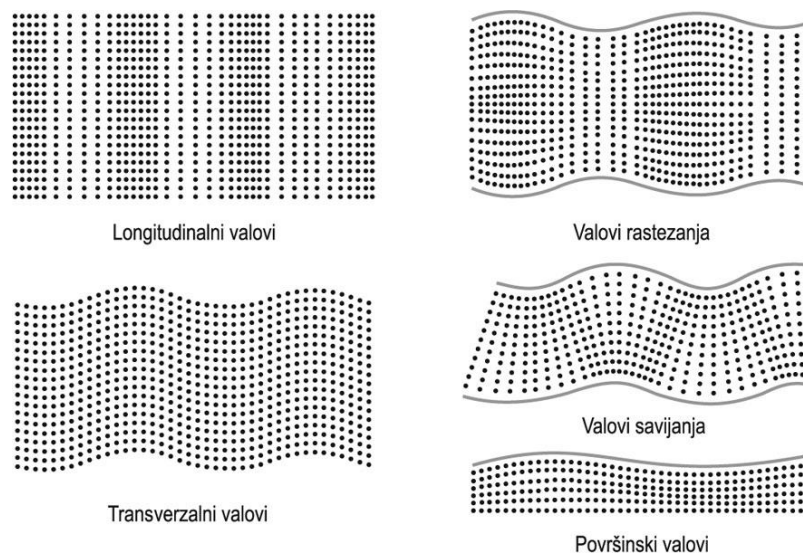 Longitudinalni valovi
Valovi rastezanja
Transverzalni valovi
Valovi savijanja
Površinski valovi